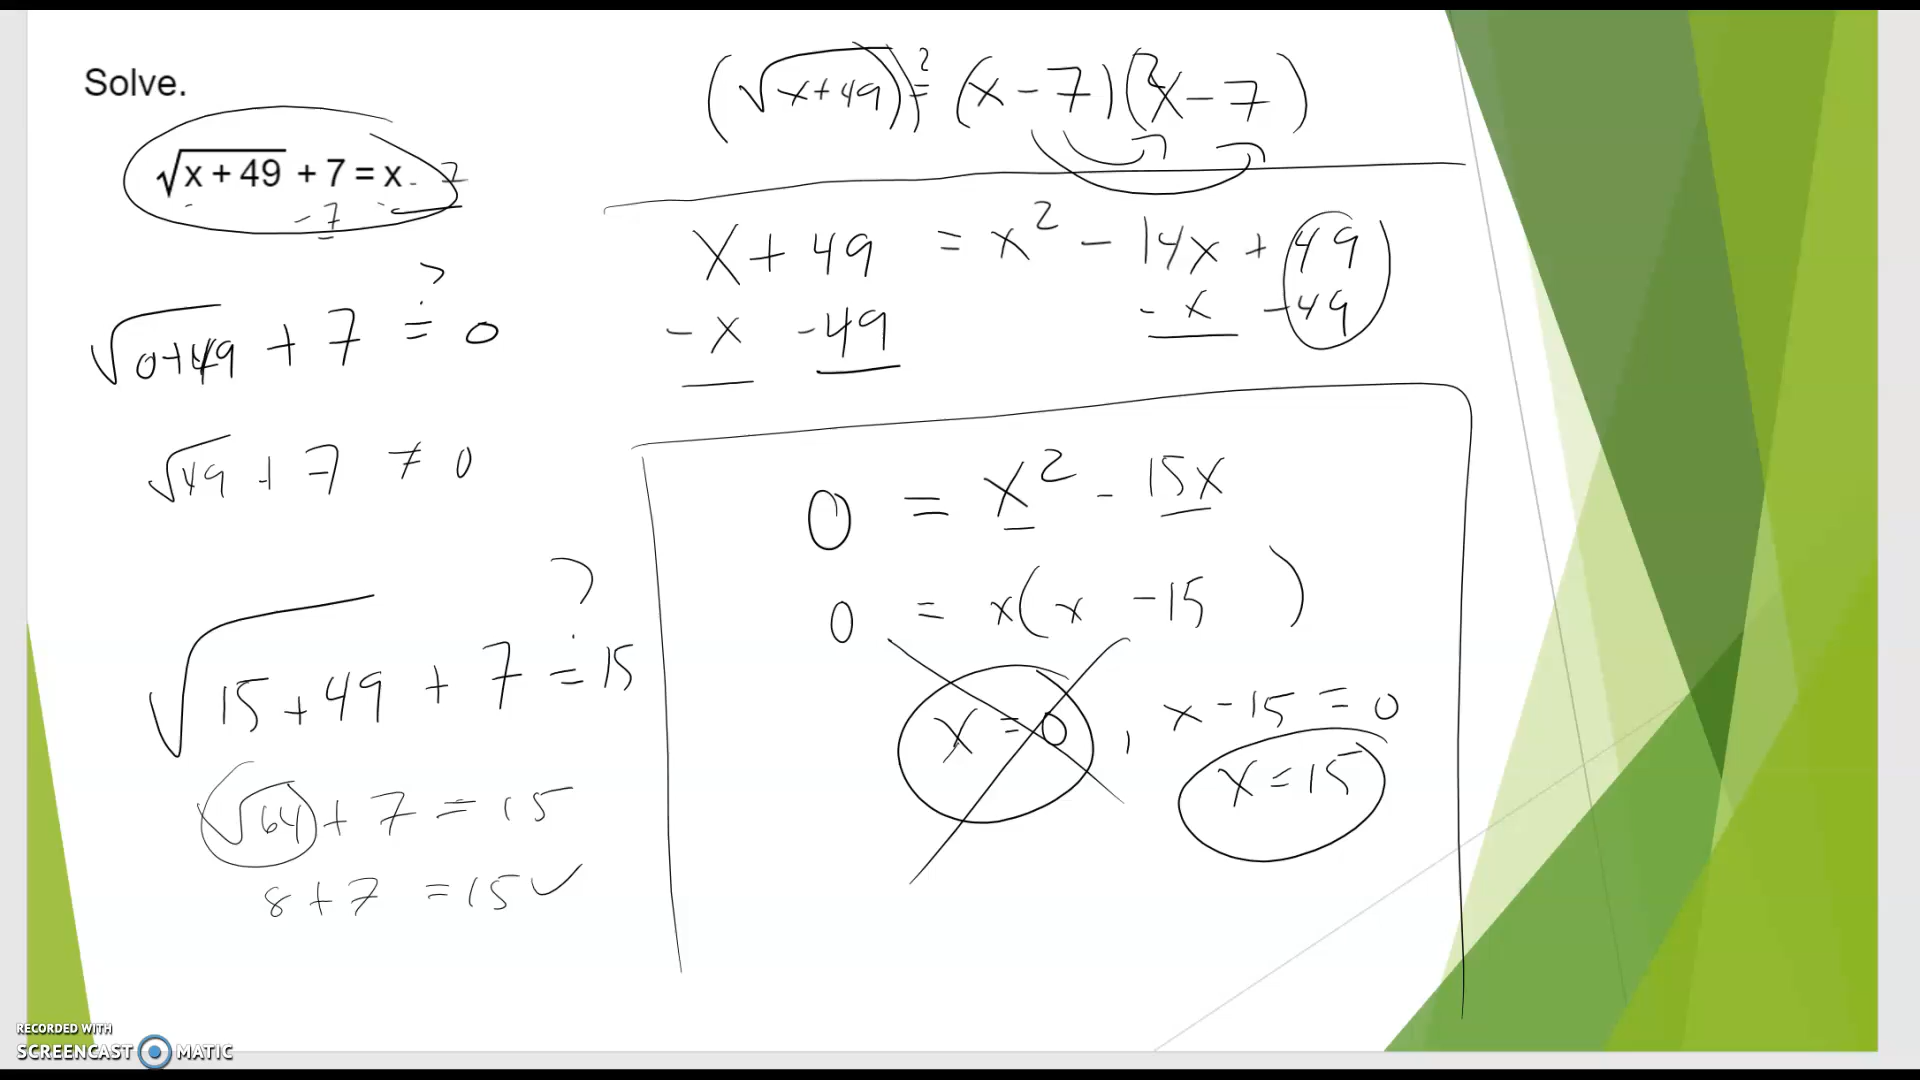 Solve.
√(x + 49) + 7 = x - 7
- 7
√(0+49) + 7 ≟ 0
√49 + 7 ≠ 0
√(15+49) + 7 ≟ 15
√64 + 7 = 15
8 + 7 = 15 ✓
(√(x+49))² = (x - 7)²(x - 7)
x + 49 = x² - 14x + 49
- x - 49 - x - 49
0 = x² - 15x
0 = x(x - 15)
x = 0 , x - 15 = 0
x = 15
RECORDED WITH
SCREENCAST MATIC